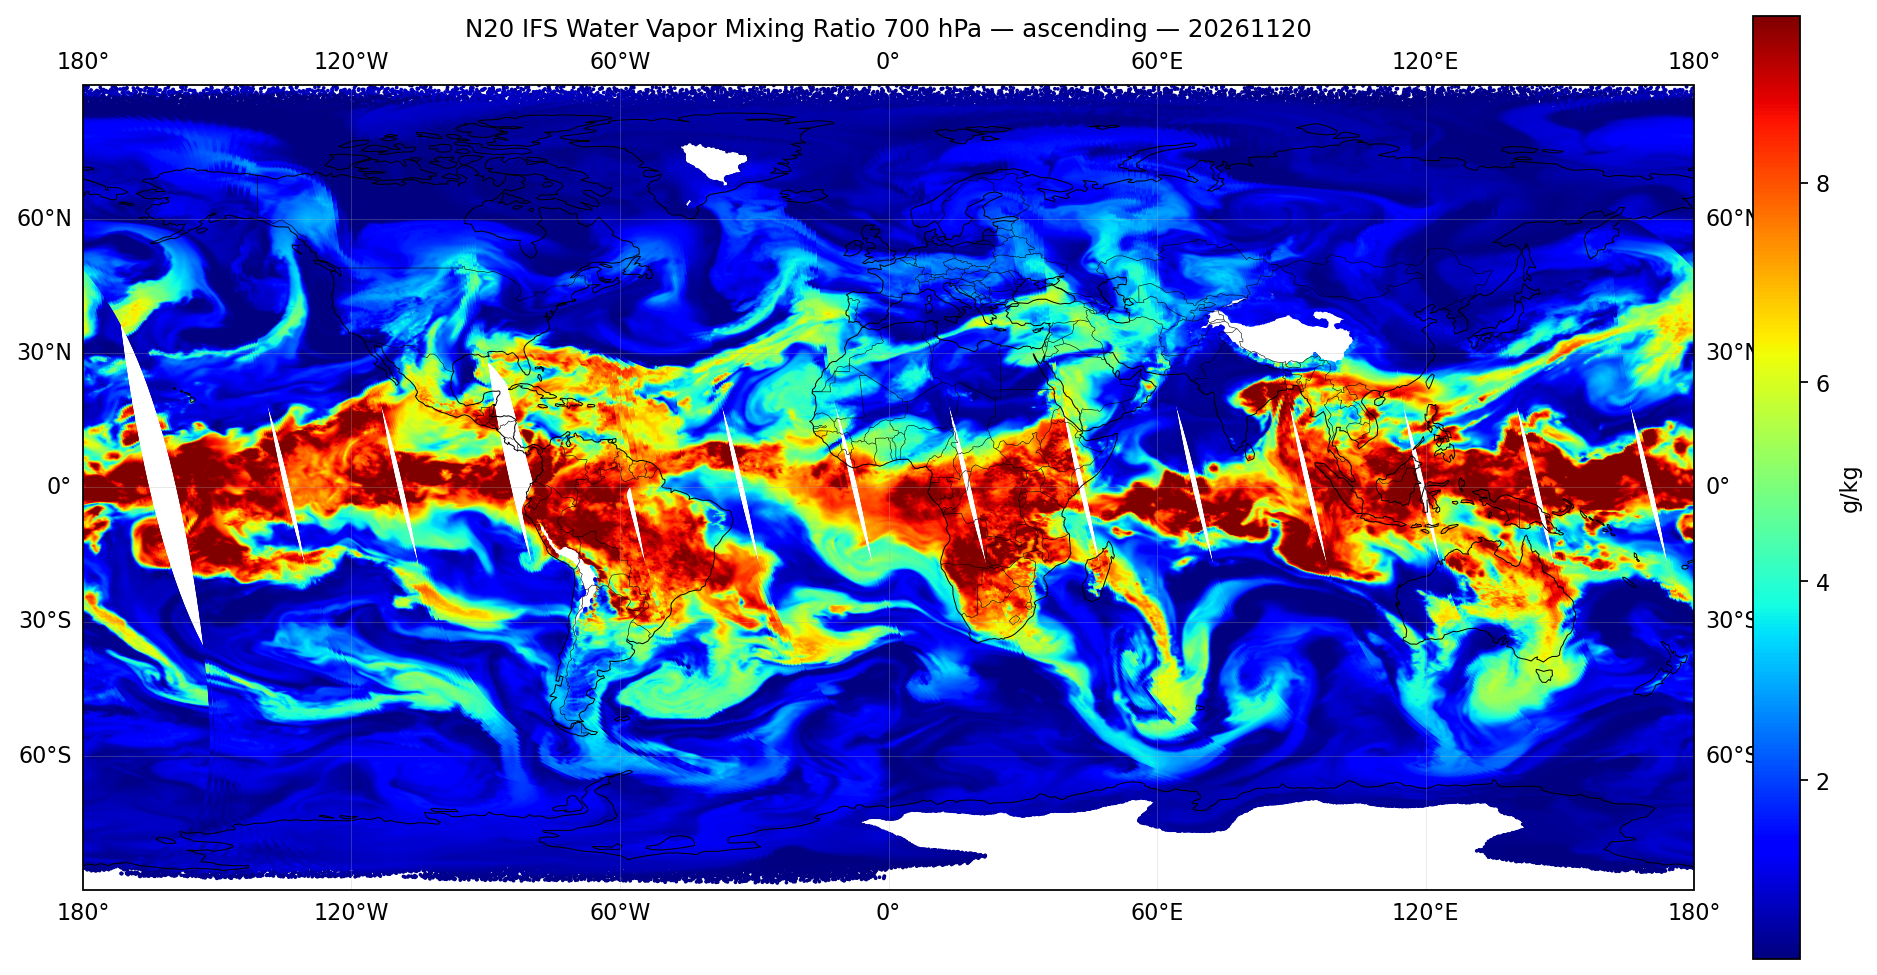 N20 IFS Water Vapor Mixing Ratio 700 hPa — ascending — 20261120
180° 120°W 60°W 0° 60°E 120°E 180°
60°N 60°N
30°N 30°N
0° 0°
30°S 30°S
60°S 60°S
180° 120°W 60°W 0° 60°E 120°E 180°
8
6
4
2
g/kg